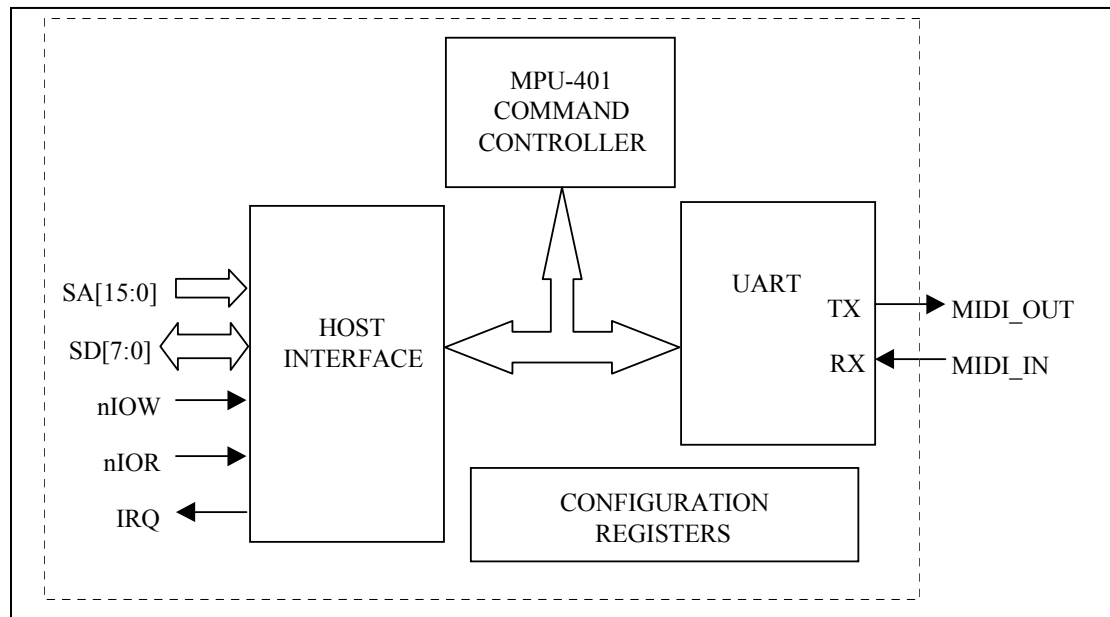 MPU-401
COMMAND
CONTROLLER
SA[15:0]
SD[7:0]
nIOW
nIOR
IRQ
HOST
INTERFACE
UART
TX
RX
MIDI_OUT
MIDI_IN
CONFIGURATION
REGISTERS